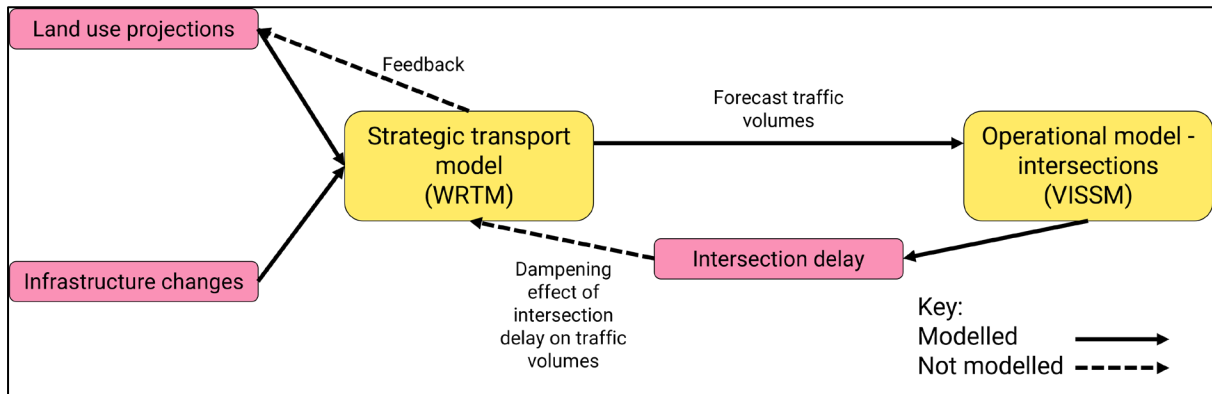 Land use projections
Feedback
Forecast traffic
volumes
Strategic transport
model
(WRTM)
Operational model -
intersections
(VISSM)
Intersection delay
Infrastructure changes
Dampening
effect of
intersection
delay on traffic
volumes
Key:
Modelled
Not modelled